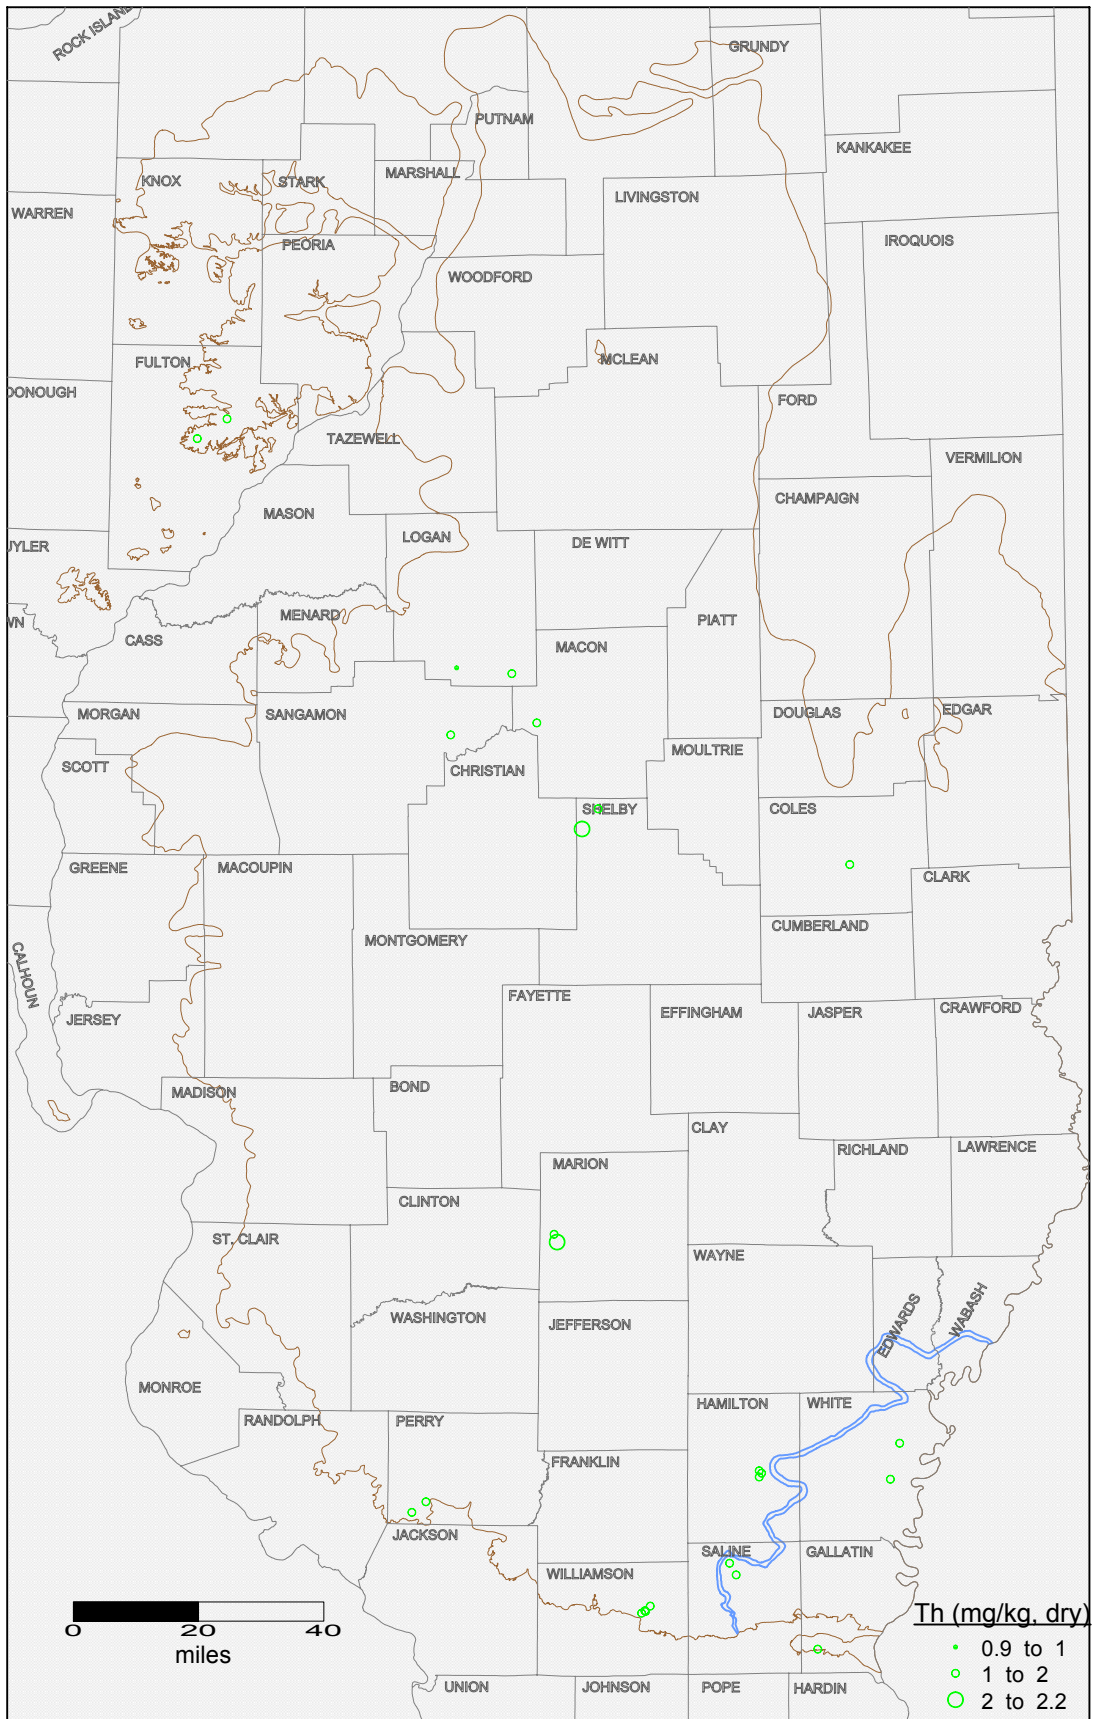 ROCK ISLAND
GRUNDY
PUTNAM
KANKAKEE
KNOX
STARK
MARSHALL
LIVINGSTON
WARREN
IROQUOIS
PEORIA
WOODFORD
FULTON
MCLEAN
DONOUGH
FORD
TAZEWELL
VERMILION
CHAMPAIGN
MASON
LOGAN
DE WITT
UYLER
MENARD
PIATT
WN
CASS
MACON
MORGAN
SANGAMON
DOUGLAS
EDGAR
MOULTRIE
SCOTT
CHRISTIAN
SHELBY
COLES
GREENE
MACOUPIN
CLARK
CUMBERLAND
MONTGOMERY
CALHOUN
FAYETTE
EFFINGHAM
JASPER
CRAWFORD
JERSEY
MADISON
BOND
CLAY
RICHLAND
LAWRENCE
MARION
CLINTON
ST. CLAIR
WAYNE
EDWARDS
WABASH
WASHINGTON
JEFFERSON
MONROE
RANDOLPH
PERRY
HAMILTON
WHITE
FRANKLIN
JACKSON
SALINE
GALLATIN
WILLIAMSON
Th (mg/kg, dry)
0 20 40
miles
0.9 to 1
1 to 2
2 to 2.2
UNION
JOHNSON
POPE
HARDIN